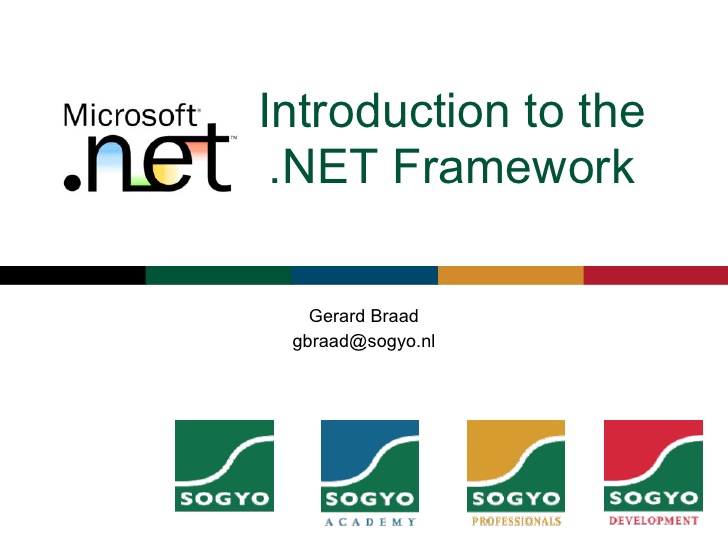 Microsoft®
.net™
Introduction to the
.NET Framework
Gerard Braad
gbraad@sogyo.nl
SOGYO
SOGYO
ACADEMY
SOGYO
PROFESSIONALS
SOGYO
DEVELOPMENT